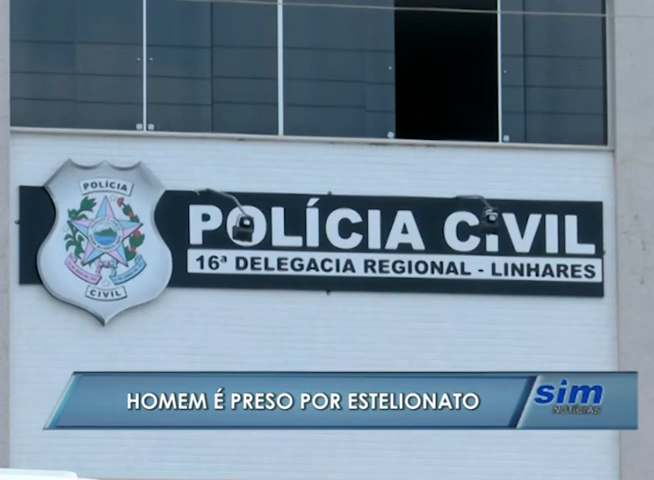 POLÍCIA
CIVIL
POLÍCIA CIVIL
16ª DELEGACIA REGIONAL - LINHARES
HOMEM É PRESO POR ESTELIONATO
sim
NOTÍCIAS